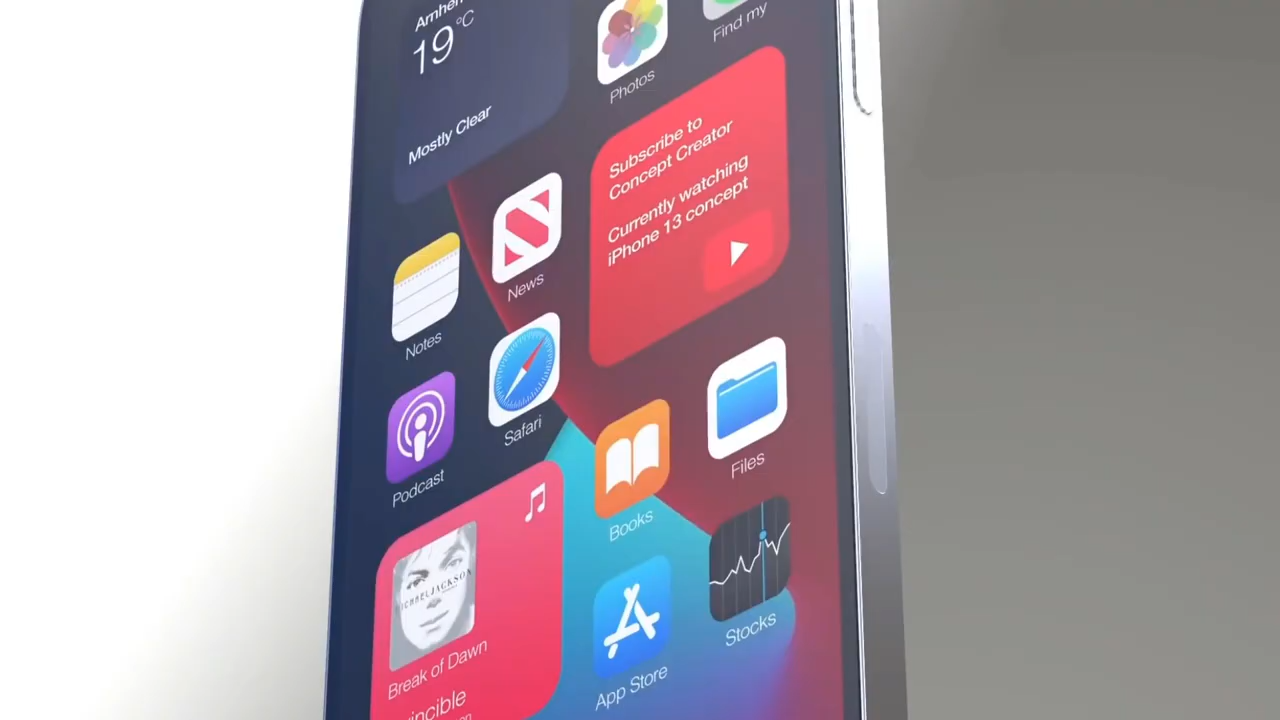 Arnhem
19°C
Mostly Clear
Photos
Find my
Subscribe to
Concept Creator
Currently watching
iPhone 13 concept
News
Notes
Safari
Podcast
Files
Books
Stocks
App Store
MICHAEL JACKSON
Break of Dawn